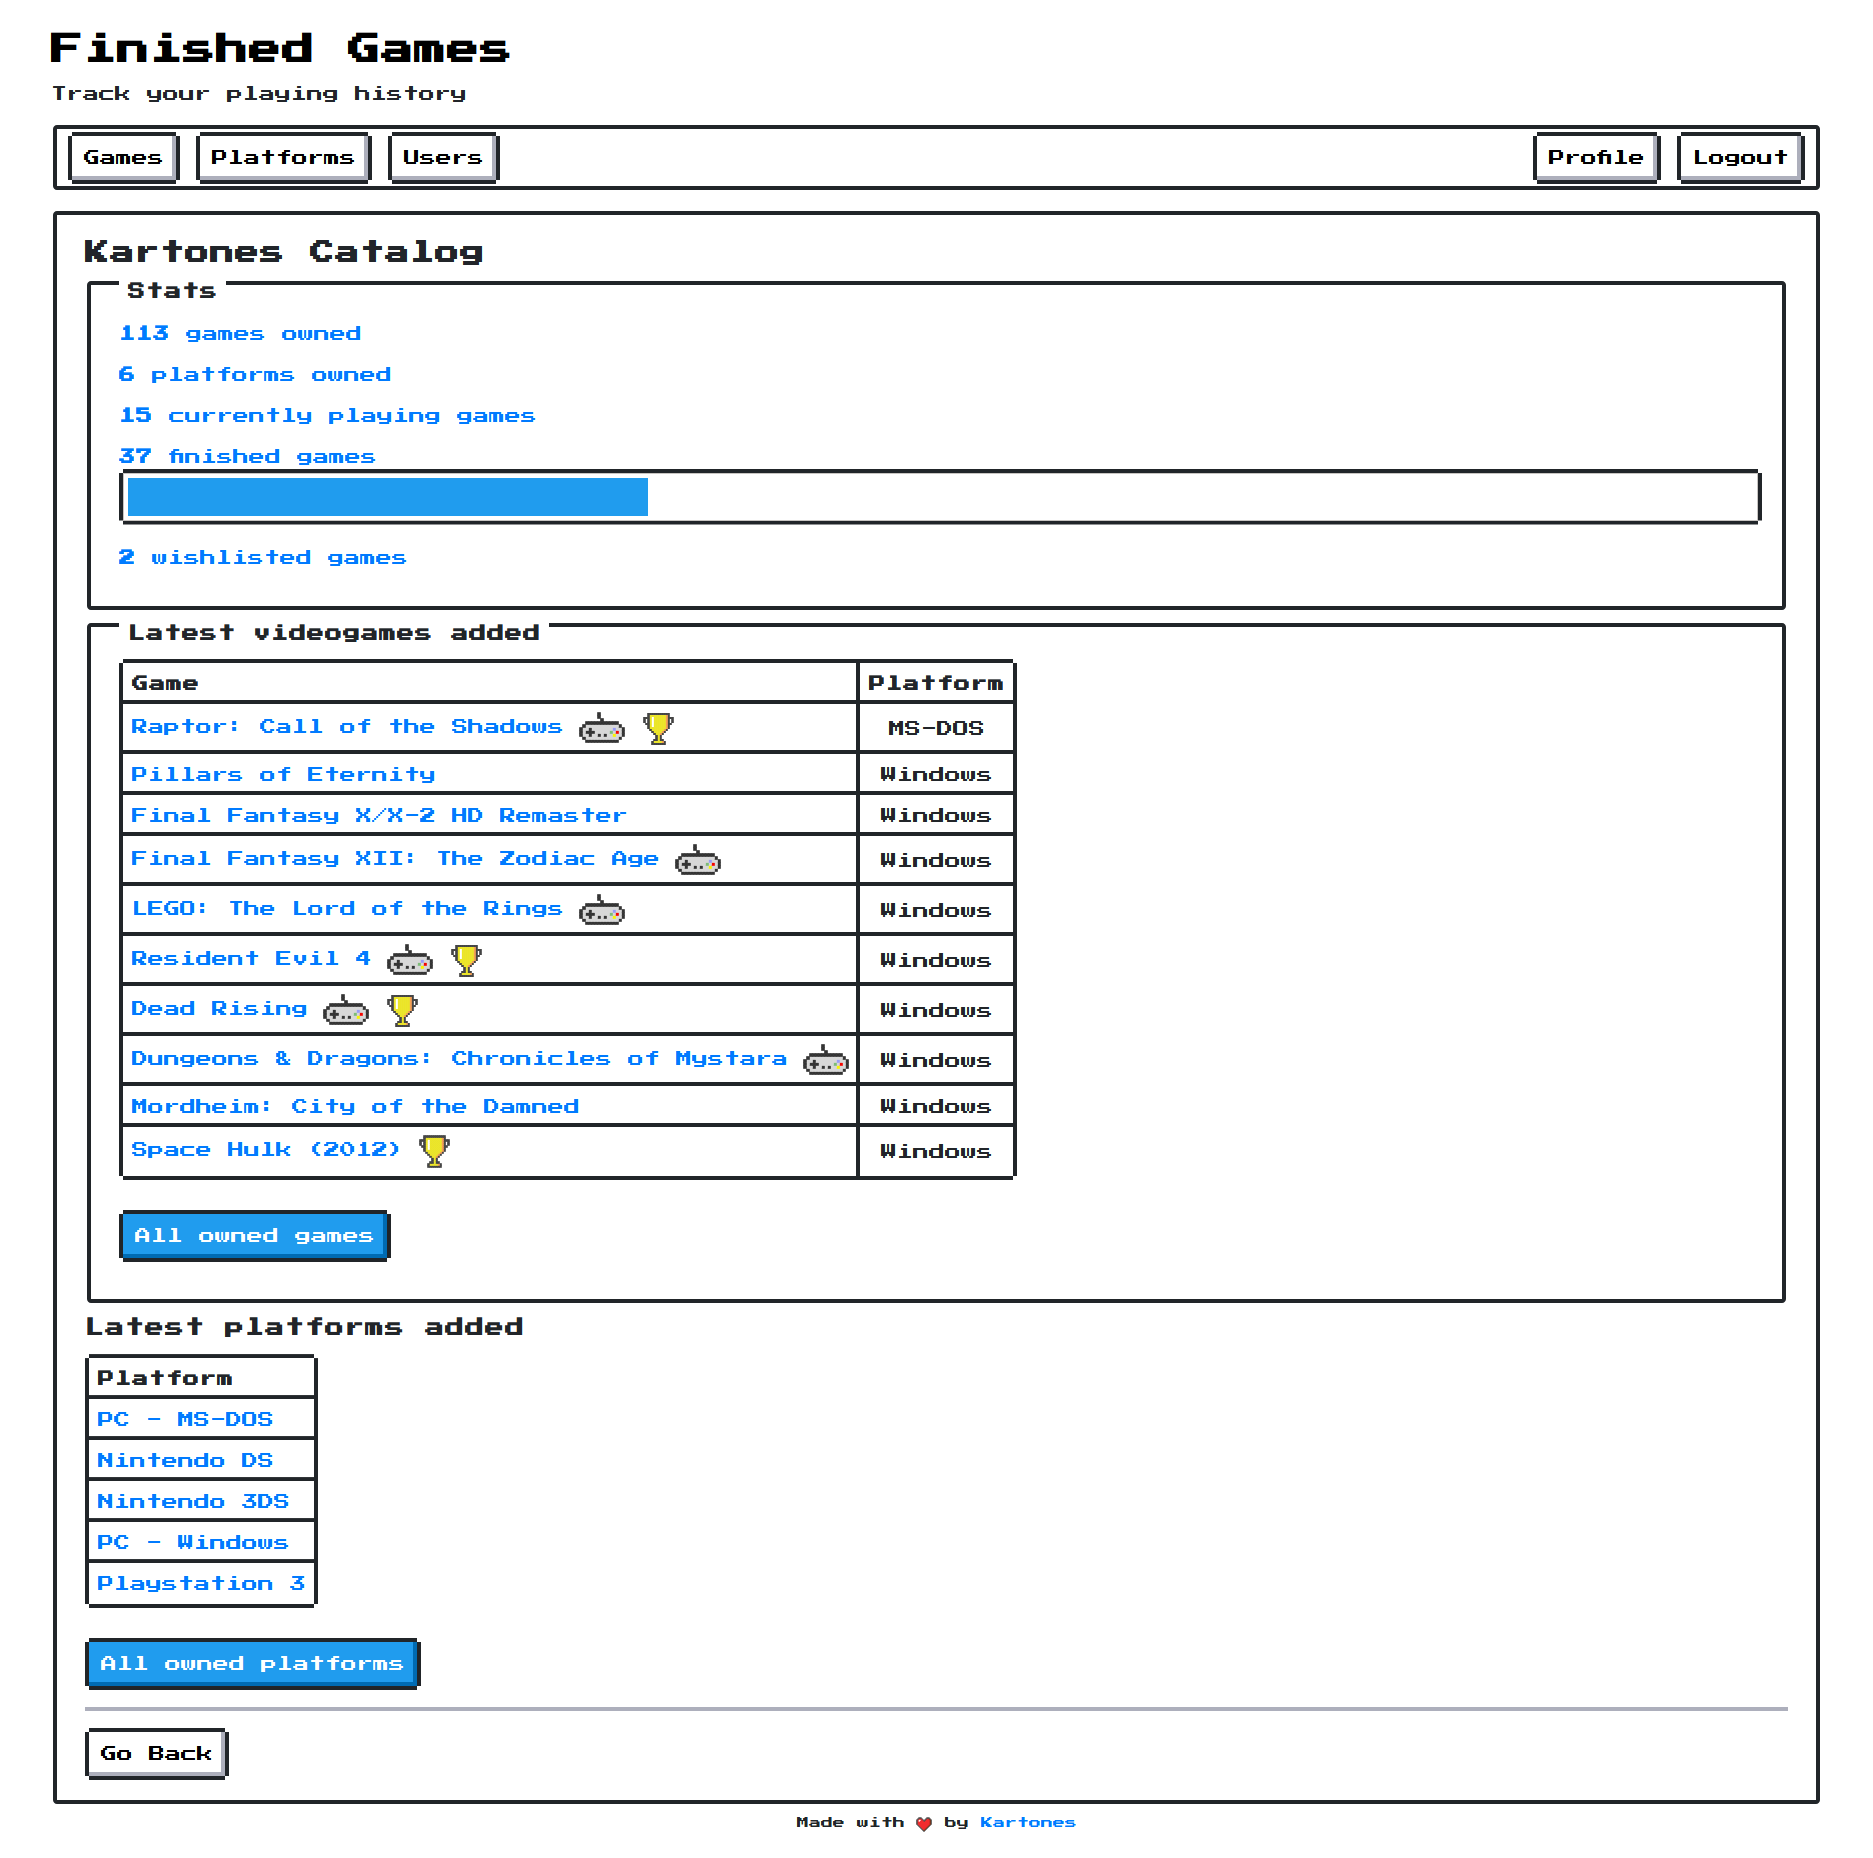 Finished Games
Track your playing history
Games Platforms Users Profile Logout
Kartones Catalog
Stats
113 games owned
6 platforms owned
15 currently playing games
37 finished games
2 wishlisted games
Latest videogames added
Game Platform
Raptor: Call of the Shadows MS-DOS
Pillars of Eternity Windows
Final Fantasy X/X-2 HD Remaster Windows
Final Fantasy XII: The Zodiac Age Windows
LEGO: The Lord of the Rings Windows
Resident Evil 4 Windows
Dead Rising Windows
Dungeons & Dragons: Chronicles of Mystara Windows
Mordheim: City of the Damned Windows
Space Hulk (2012) Windows
All owned games
Latest platforms added
Platform
PC - MS-DOS
Nintendo DS
Nintendo 3DS
PC - Windows
Playstation 3
All owned platforms
Go Back
Made with ❤ by Kartones